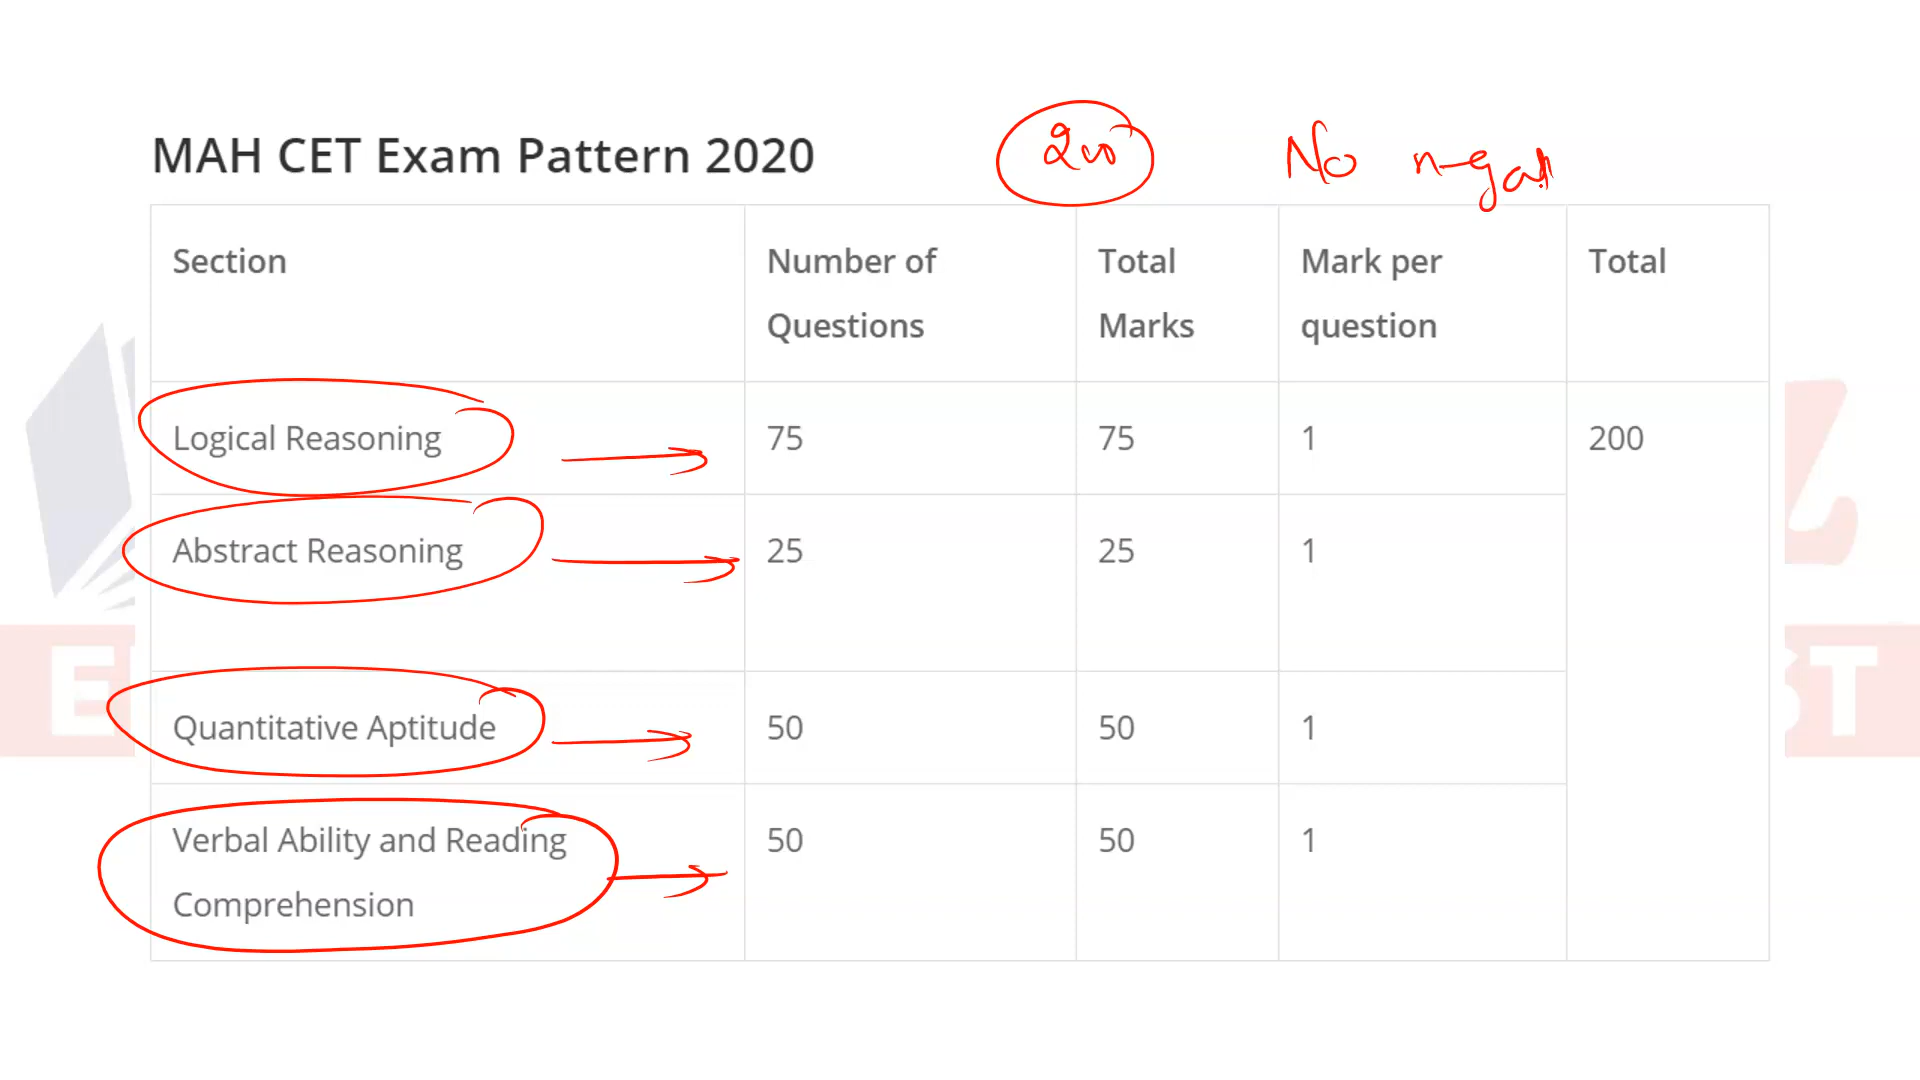 MAH CET Exam Pattern 2020
200
No negat
Section
Number of
Questions
Total
Marks
Mark per
question
Total
Logical Reasoning
75
75
1
200
Abstract Reasoning
25
25
1
Quantitative Aptitude
50
50
1
Verbal Ability and Reading
Comprehension
50
50
1